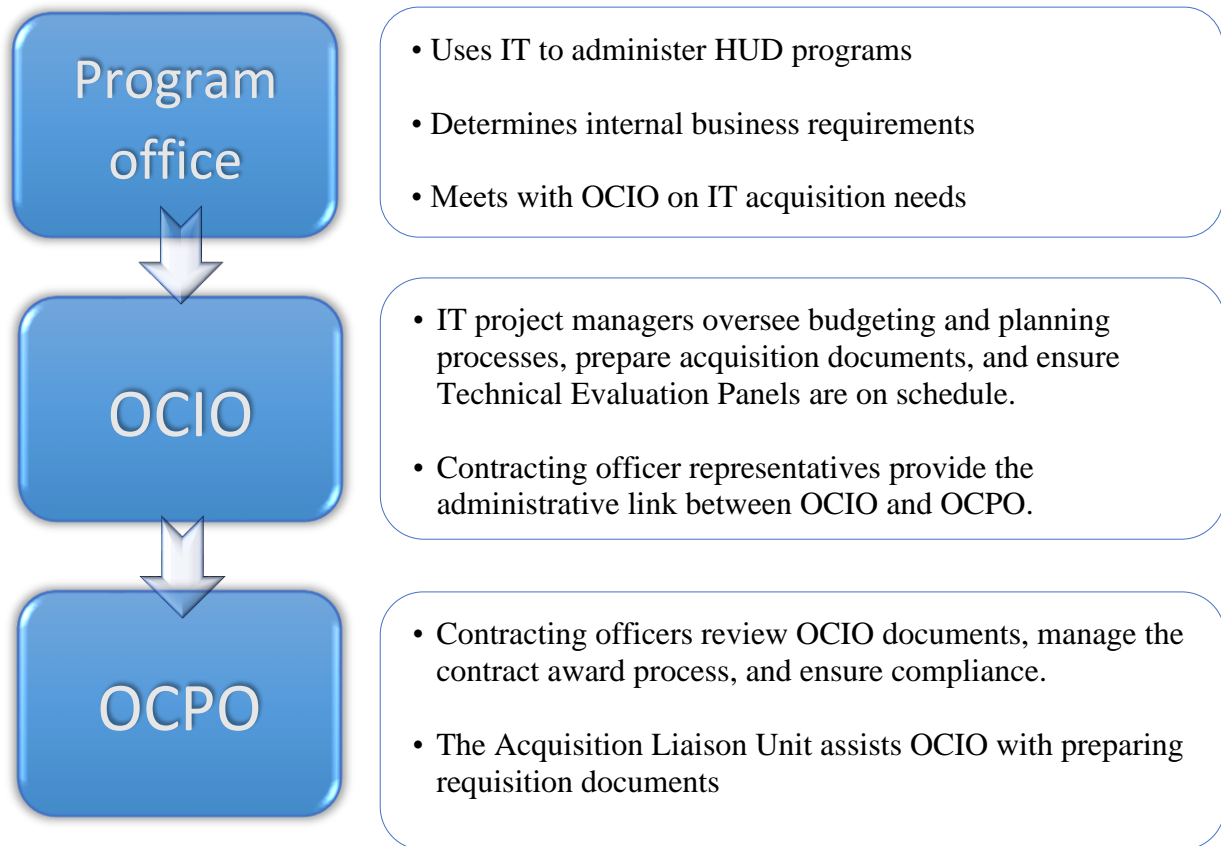 Program
office
• Uses IT to administer HUD programs
• Determines internal business requirements
• Meets with OCIO on IT acquisition needs
OCIO
• IT project managers oversee budgeting and planning
processes, prepare acquisition documents, and ensure
Technical Evaluation Panels are on schedule.
• Contracting officer representatives provide the
administrative link between OCIO and OCPO.
OCPO
• Contracting officers review OCIO documents, manage the
contract award process, and ensure compliance.
• The Acquisition Liaison Unit assists OCIO with preparing
requisition documents